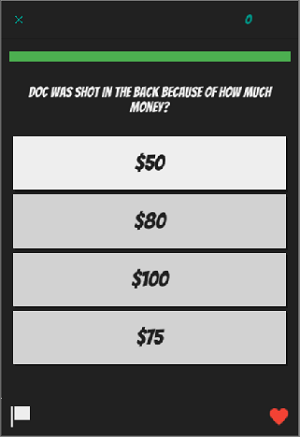 0
DOC WAS SHOT IN THE BACK BECAUSE OF HOW MUCH
MONEY?
$50
$80
$100
$75